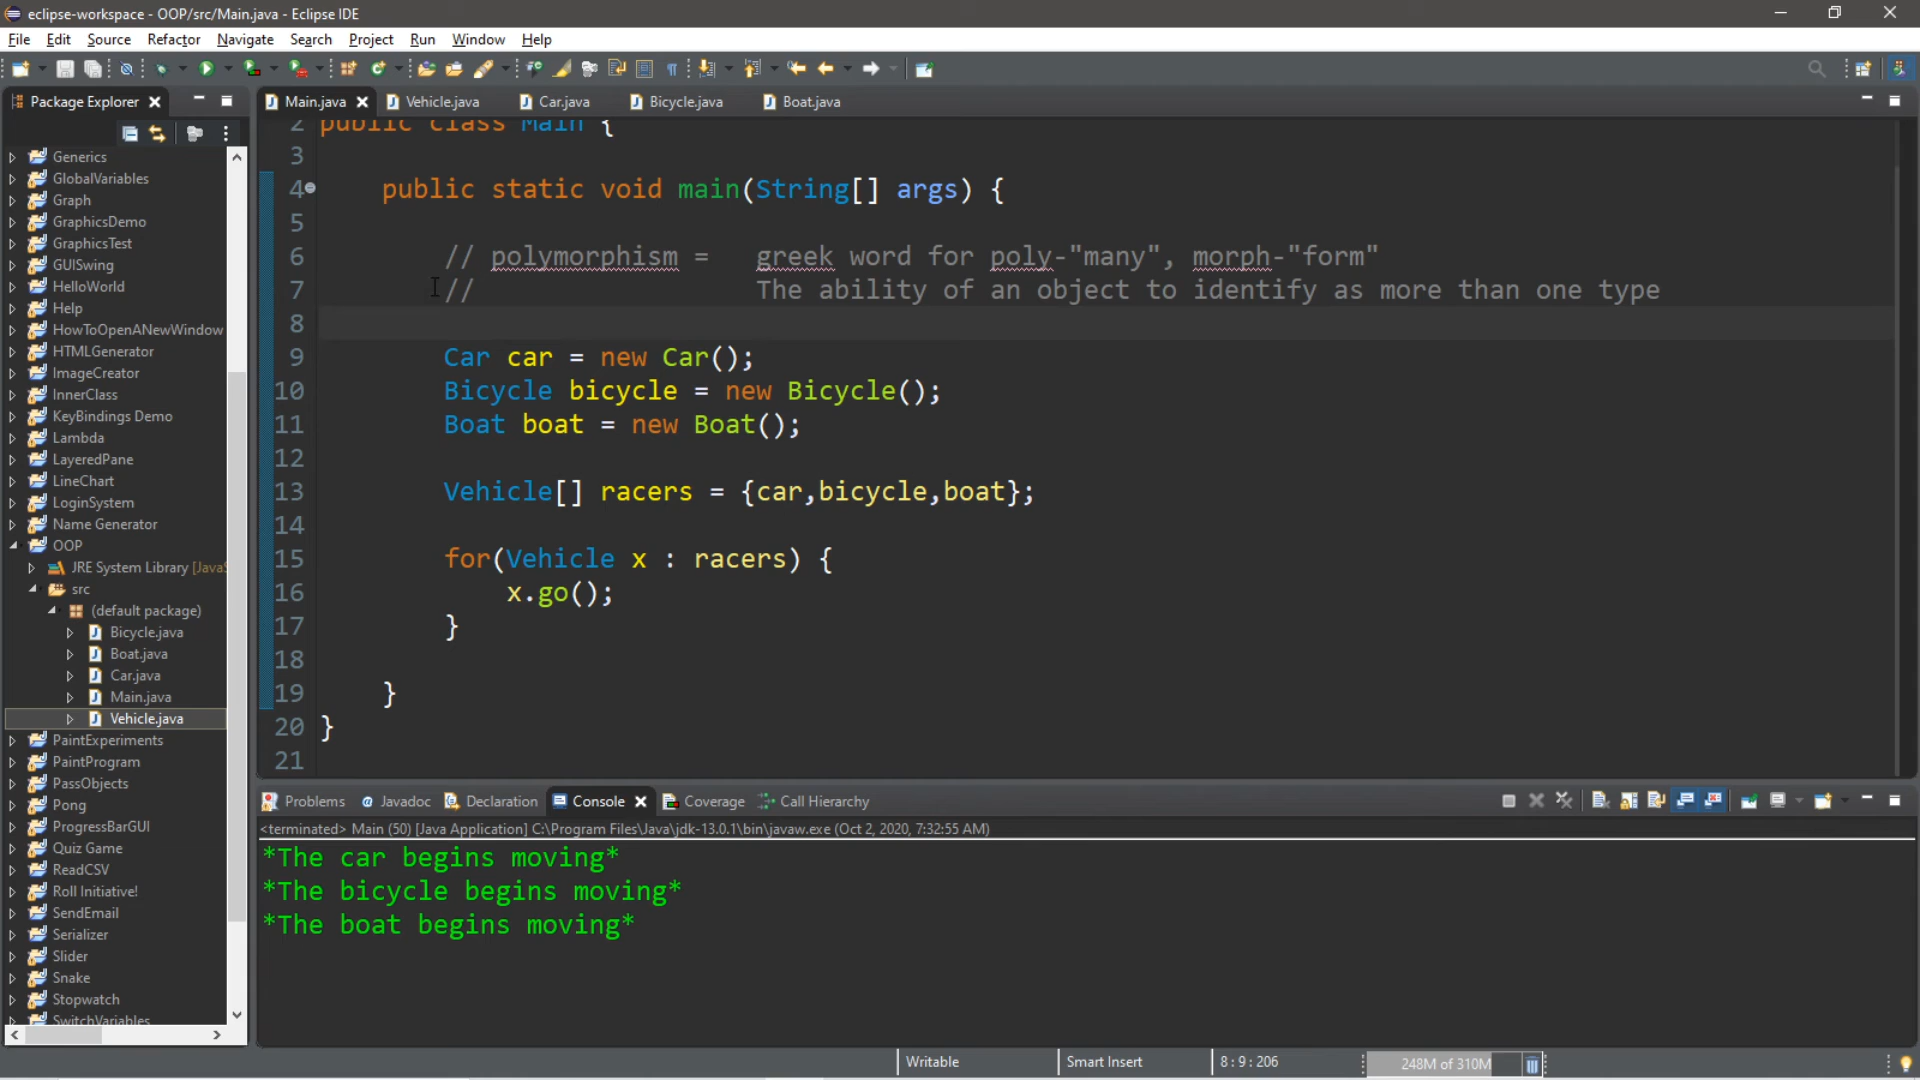 eclipse-workspace - OOP/src/Main.java - Eclipse IDE
File Edit Source Refactor Navigate Search Project Run Window Help
Package Explorer
Main.java Vehicle.java Car.java Bicycle.java Boat.java
Generics
GlobalVariables
Graph
GraphicsDemo
GraphicsTest
GUISwing
HelloWorld
Help
HowToOpenANewWindow
HTMLGenerator
ImageCreator
InnerClass
KeyBindings Demo
Lambda
LayeredPane
LineChart
LoginSystem
Name Generator
OOP
JRE System Library [JavaS
src
(default package)
Bicycle.java
Boat.java
Car.java
Main.java
Vehicle.java
PaintExperiments
PaintProgram
PassObjects
Pong
ProgressBarGUI
Quiz Game
ReadCSV
Roll Initiative!
SendEmail
Serializer
Slider
Snake
Stopwatch
SwitchVariables
2 public class Main {
3
4 public static void main(String[] args) {
5
6 // polymorphism = greek word for poly-"many", morph-"form"
7 // The ability of an object to identify as more than one type
8
9 Car car = new Car();
10 Bicycle bicycle = new Bicycle();
11 Boat boat = new Boat();
12
13 Vehicle[] racers = {car,bicycle,boat};
14
15 for(Vehicle x : racers) {
16 x.go();
17 }
18
19 }
20 }
21
Problems Javadoc Declaration Console Coverage Call Hierarchy
<terminated> Main (50) [Java Application] C:\Program Files\Java\jdk-13.0.1\bin\javaw.exe (Oct 2, 2020, 7:32:55 AM)
*The car begins moving*
*The bicycle begins moving*
*The boat begins moving*
Writable Smart Insert 8 : 9 : 206 248M of 310M